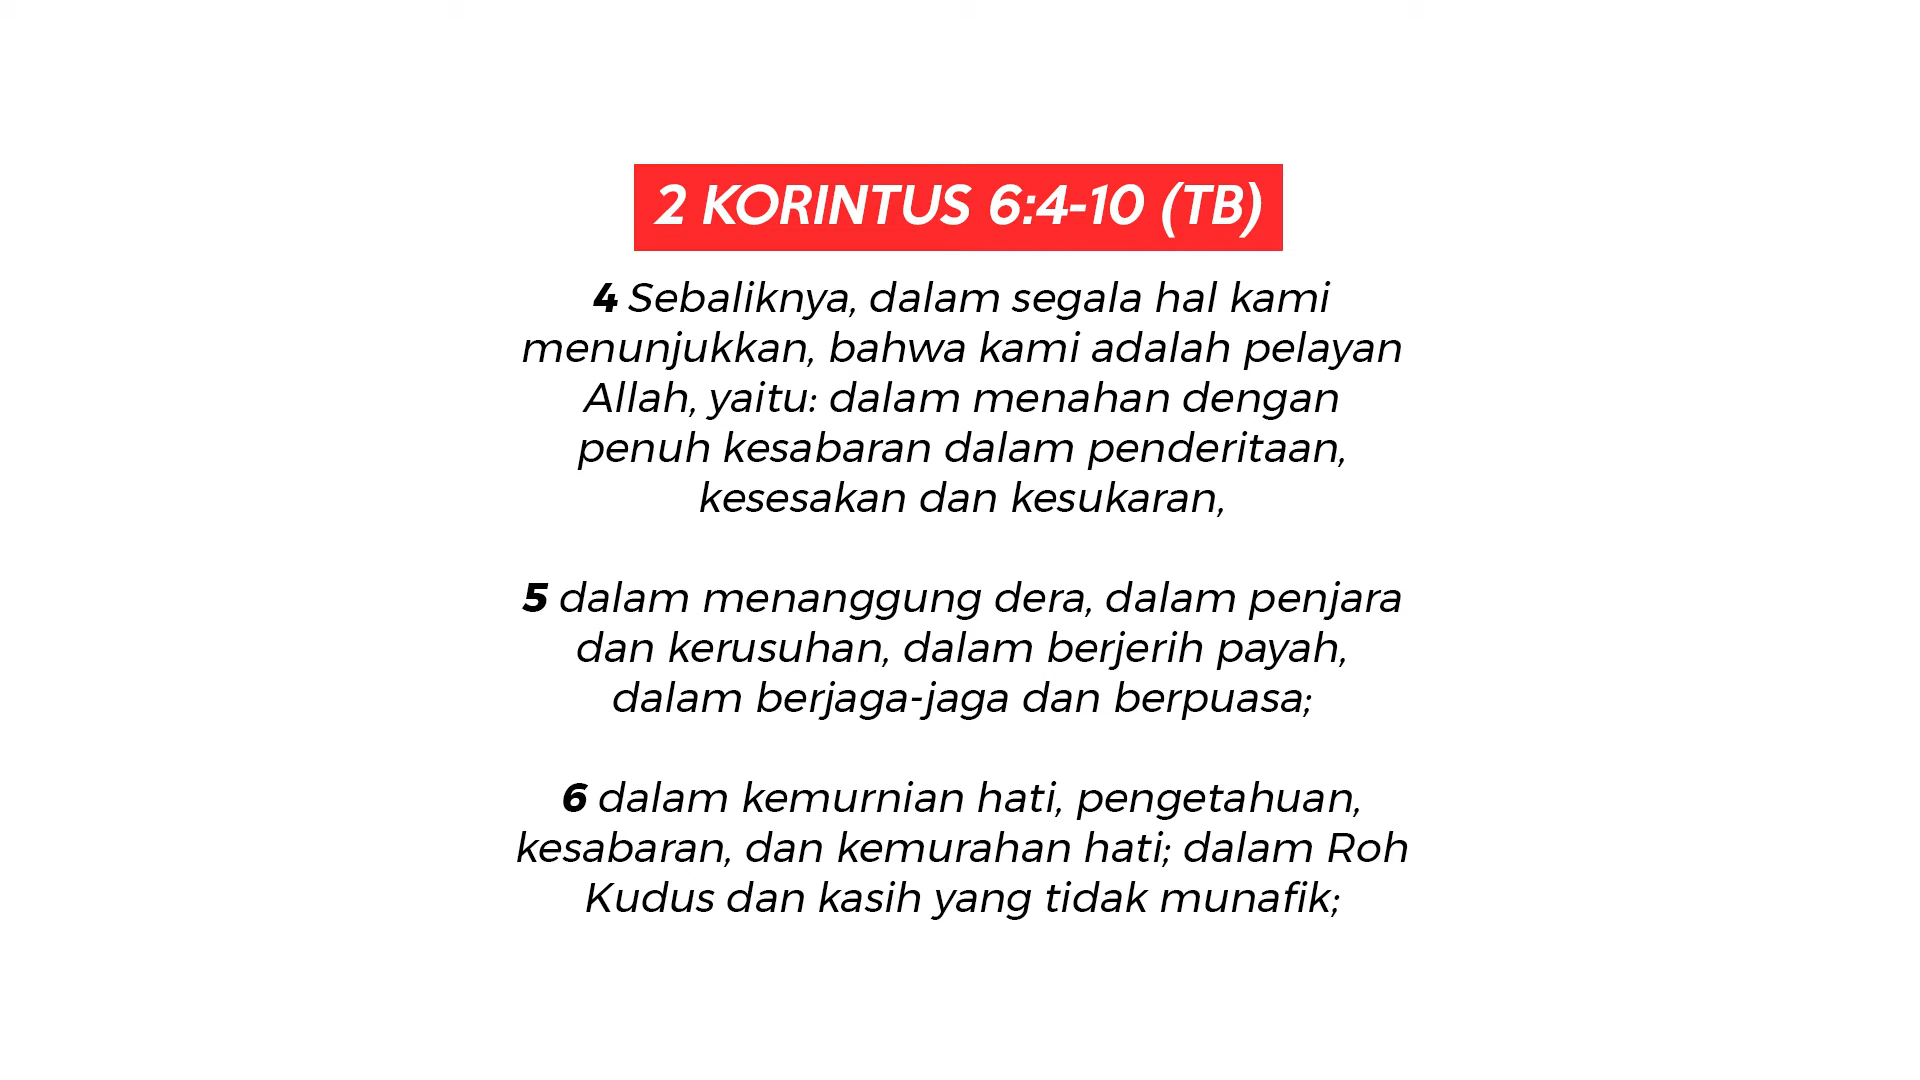 2 KORINTUS 6:4-10 (TB)
4 Sebaliknya, dalam segala hal kami
menunjukkan, bahwa kami adalah pelayan
Allah, yaitu: dalam menahan dengan
penuh kesabaran dalam penderitaan,
kesesakan dan kesukaran,
5 dalam menanggung dera, dalam penjara
dan kerusuhan, dalam berjerih payah,
dalam berjaga-jaga dan berpuasa;
6 dalam kemurnian hati, pengetahuan,
kesabaran, dan kemurahan hati; dalam Roh
Kudus dan kasih yang tidak munafik;